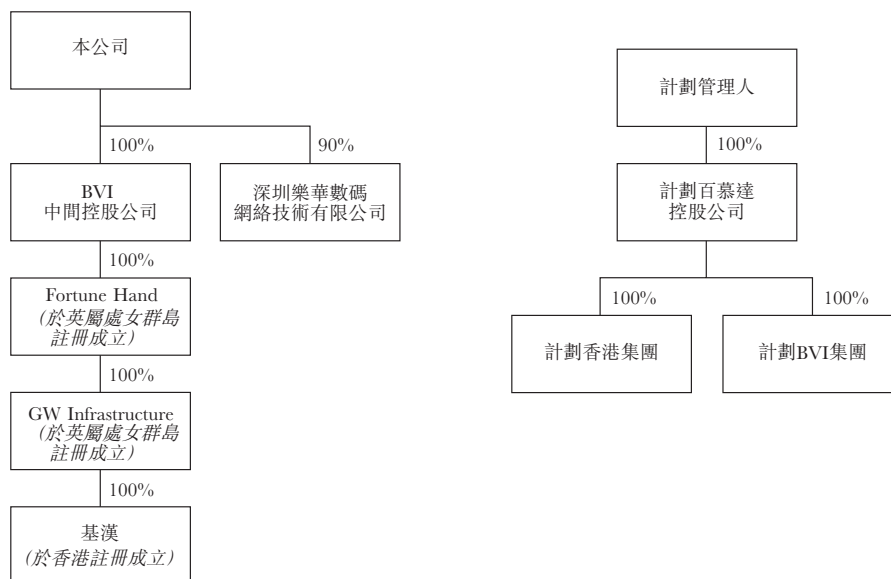 本公司
100%
90%
BVI
中間控股公司
深圳樂華數碼
網絡技術有限公司
100%
Fortune Hand
(於英屬處女群島
註冊成立)
100%
GW Infrastructure
(於英屬處女群島
註冊成立)
100%
基漢
(於香港註冊成立)
計劃管理人
100%
計劃百慕達
控股公司
100%
100%
計劃香港集團
計劃BVI集團